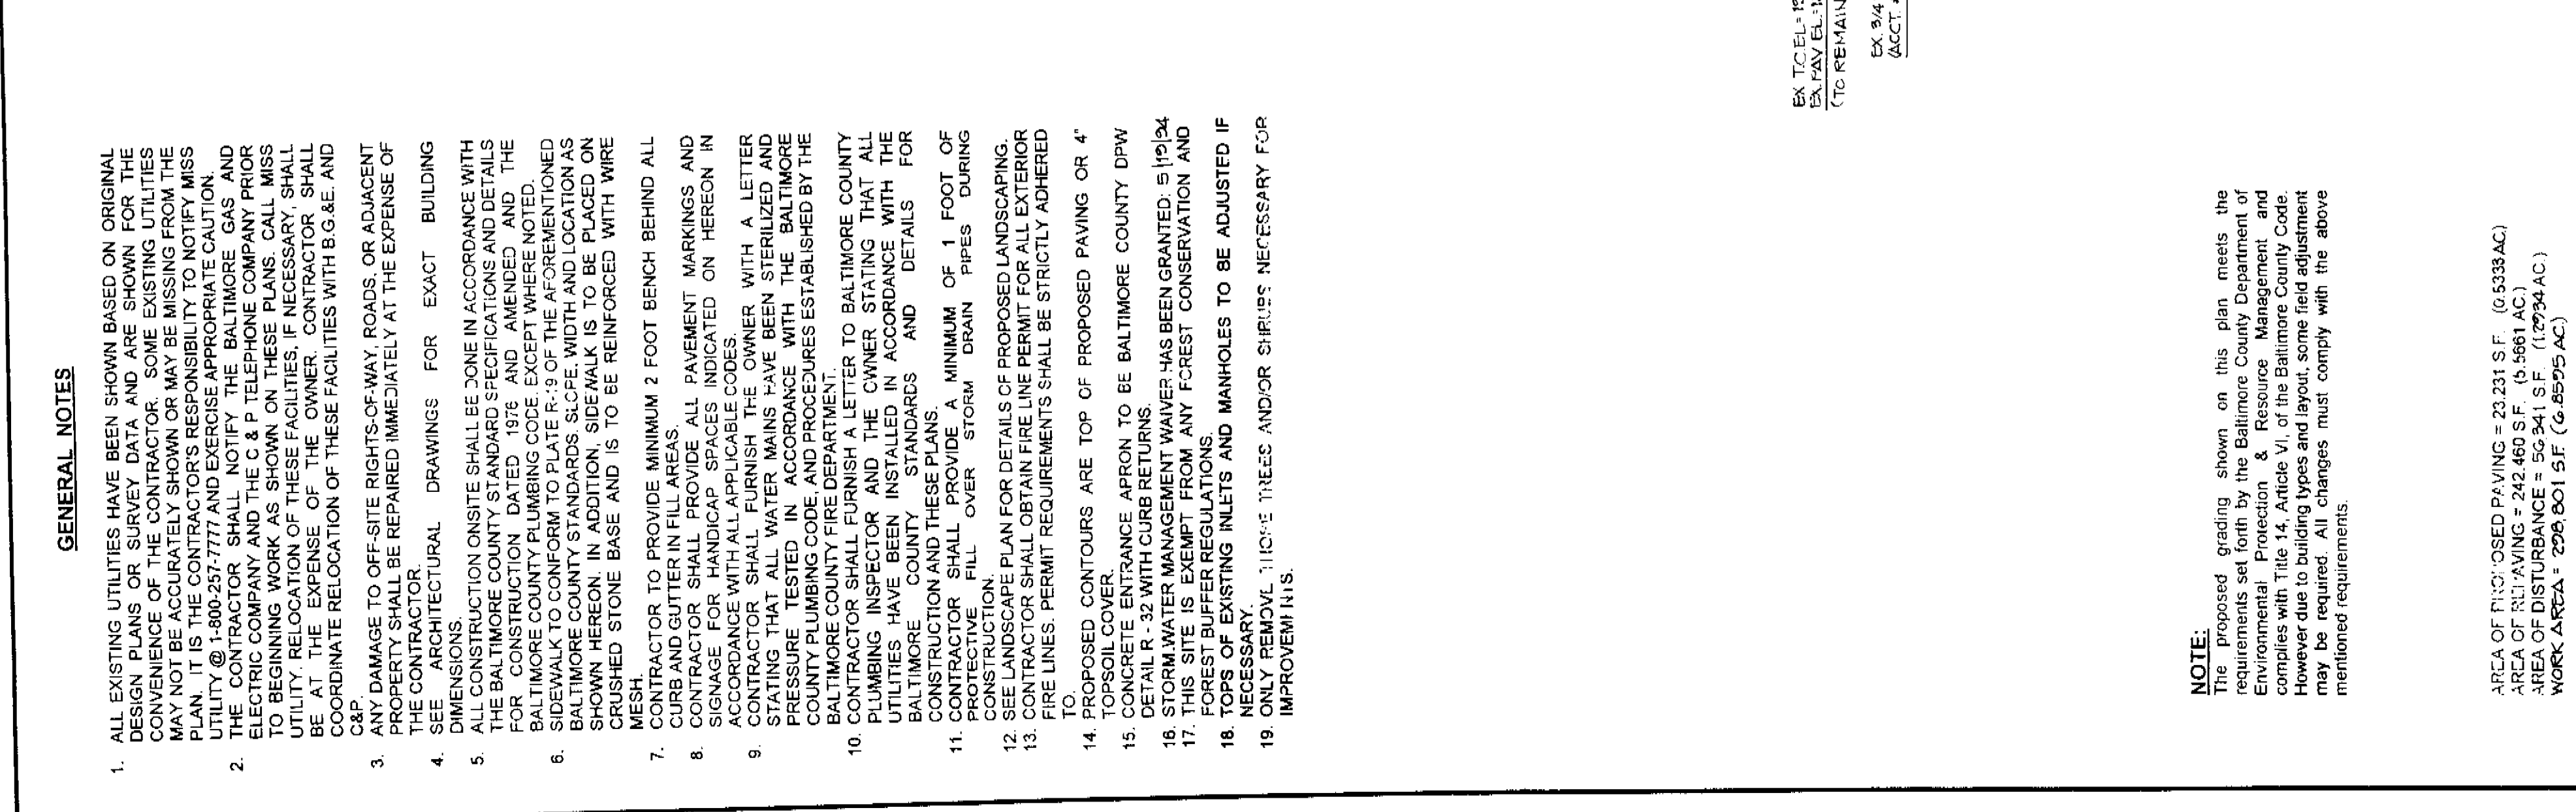 GENERAL NOTES
1. ALL EXISTING UTILITIES HAVE BEEN SHOWN BASED ON ORIGINAL
DESIGN PLANS OR SURVEY DATA AND ARE SHOWN FOR THE
CONVENIENCE OF THE CONTRACTOR. SOME EXISTING UTILITIES
MAY NOT BE ACCURATELY SHOWN OR MAY BE MISSING FROM THE
PLAN. IT IS THE CONTRACTOR'S RESPONSIBILITY TO NOTIFY MISS
UTILITY @ 1-800-257-7777 AND EXERCISE APPROPRIATE CAUTION.
2. THE CONTRACTOR SHALL NOTIFY THE BALTIMORE GAS AND
ELECTRIC COMPANY AND THE C & P TELEPHONE COMPANY PRIOR
TO BEGINNING WORK AS SHOWN ON THESE PLANS. CALL MISS
UTILITY. RELOCATION OF THESE FACILITIES, IF NECESSARY, SHALL
BE AT THE EXPENSE OF THE OWNER. CONTRACTOR SHALL
COORDINATE RELOCATION OF THESE FACILITIES WITH B.G.&E. AND
C&P.
3. ANY DAMAGE TO OFF-SITE RIGHTS-OF-WAY, ROADS, OR ADJACENT
PROPERTY SHALL BE REPAIRED IMMEDIATELY AT THE EXPENSE OF
THE CONTRACTOR.
4. SEE ARCHITECTURAL DRAWINGS FOR EXACT BUILDING
DIMENSIONS.
5. ALL CONSTRUCTION ONSITE SHALL BE DONE IN ACCORDANCE WITH
THE BALTIMORE COUNTY STANDARD SPECIFICATIONS AND DETAILS
FOR CONSTRUCTION DATED 1976 AND AMENDED AND THE
BALTIMORE COUNTY PLUMBING CODE, EXCEPT WHERE NOTED.
6. SIDEWALK TO CONFORM TO PLATE R-19 OF THE AFOREMENTIONED
BALTIMORE COUNTY STANDARDS. SLOPE, WIDTH AND LOCATION AS
SHOWN HEREON. IN ADDITION, SIDEWALK IS TO BE PLACED ON
CRUSHED STONE BASE AND IS TO BE REINFORCED WITH WIRE
MESH.
7. CONTRACTOR TO PROVIDE MINIMUM 2 FOOT BENCH BEHIND ALL
CURB AND GUTTER IN FILL AREAS.
8. CONTRACTOR SHALL PROVIDE ALL PAVEMENT MARKINGS AND
SIGNAGE FOR HANDICAP SPACES INDICATED ON HEREON IN
ACCORDANCE WITH ALL APPLICABLE CODES.
9. CONTRACTOR SHALL FURNISH THE OWNER WITH A LETTER
STATING THAT ALL WATER MAINS HAVE BEEN STERILIZED AND
PRESSURE TESTED IN ACCORDANCE WITH THE BALTIMORE
COUNTY PLUMBING CODE, AND PROCEDURES ESTABLISHED BY THE
BALTIMORE COUNTY FIRE DEPARTMENT.
10. CONTRACTOR SHALL FURNISH A LETTER TO BALTIMORE COUNTY
PLUMBING INSPECTOR AND THE OWNER STATING THAT ALL
UTILITIES HAVE BEEN INSTALLED IN ACCORDANCE WITH THE
BALTIMORE COUNTY STANDARDS AND DETAILS FOR
CONSTRUCTION AND THESE PLANS.
11. CONTRACTOR SHALL PROVIDE A MINIMUM OF 1 FOOT OF
PROTECTIVE FILL OVER STORM DRAIN PIPES DURING
CONSTRUCTION.
12. SEE LANDSCAPE PLAN FOR DETAILS OF PROPOSED LANDSCAPING.
13. CONTRACTOR SHALL OBTAIN FIRE LINE PERMIT FOR ALL EXTERIOR
FIRE LINES. PERMIT REQUIREMENTS SHALL BE STRICTLY ADHERED
TO.
14. PROPOSED CONTOURS ARE TOP OF PROPOSED PAVING OR 4"
TOPSOIL COVER.
15. CONCRETE ENTRANCE APRON TO BE BALTIMORE COUNTY DPW
DETAIL R - 32 WITH CURB RETURNS.
16. STORM WATER MANAGEMENT WAIVER HAS BEEN GRANTED: 5|19|94
17. THIS SITE IS EXEMPT FROM ANY FOREST CONSERVATION AND
FOREST BUFFER REGULATIONS.
18. TOPS OF EXISTING INLETS AND MANHOLES TO BE ADJUSTED IF
NECESSARY.
19. ONLY REMOVE THOSE TREES AND/OR SHRUBS NECESSARY FOR
IMPROVEMENTS.
EX T.C.EL=
EX. PAV EL.=
(TO REMAIN
EX. 3/4
(ACCT.
NOTE:
The proposed grading shown on this plan meets the
requirements set forth by the Baltimore County Department of
Environmental Protection & Resource Management and
complies with Title 14, Article VI, of the Baltimore County Code.
However due to building types and layout, some field adjustment
may be required. All changes must comply with the above
mentioned requirements.
AREA OF PROPOSED PAVING = 23.231 S.F. (0.5333 AC)
AREA OF REPAVING = 242.460 S.F. (5.5661 AC.)
AREA OF DISTURBANCE = 56,341 S.F. (1.2934 AC.)
WORK AREA = 298,801 S.F. (6.8595 AC.)